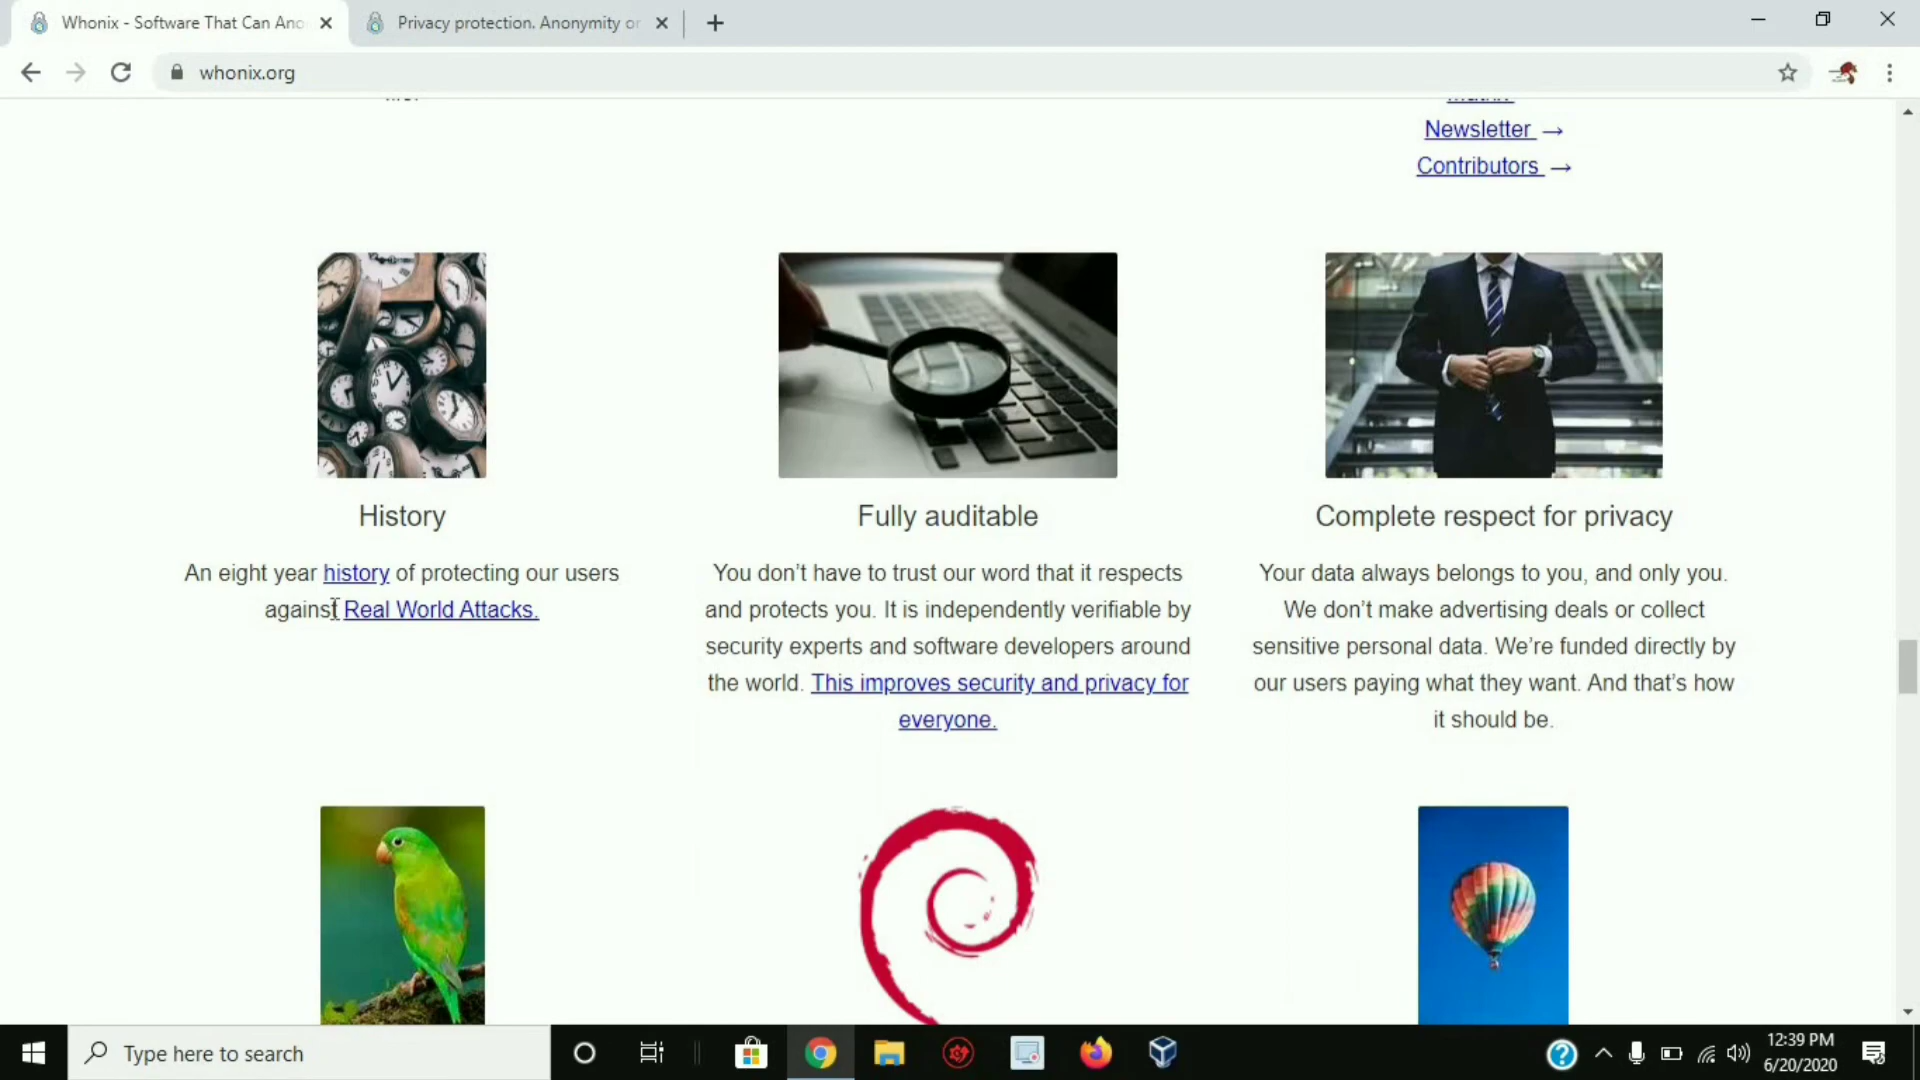 Whonix - Software That Can Ano
Privacy protection. Anonymity or
whonix.org
Newsletter →
Contributors →
History
An eight year history of protecting our users
against Real World Attacks.
Fully auditable
You don’t have to trust our word that it respects
and protects you. It is independently verifiable by
security experts and software developers around
the world. This improves security and privacy for
everyone.
Complete respect for privacy
Your data always belongs to you, and only you.
We don’t make advertising deals or collect
sensitive personal data. We’re funded directly by
our users paying what they want. And that’s how
it should be.
Type here to search
12:39 PM
6/20/2020